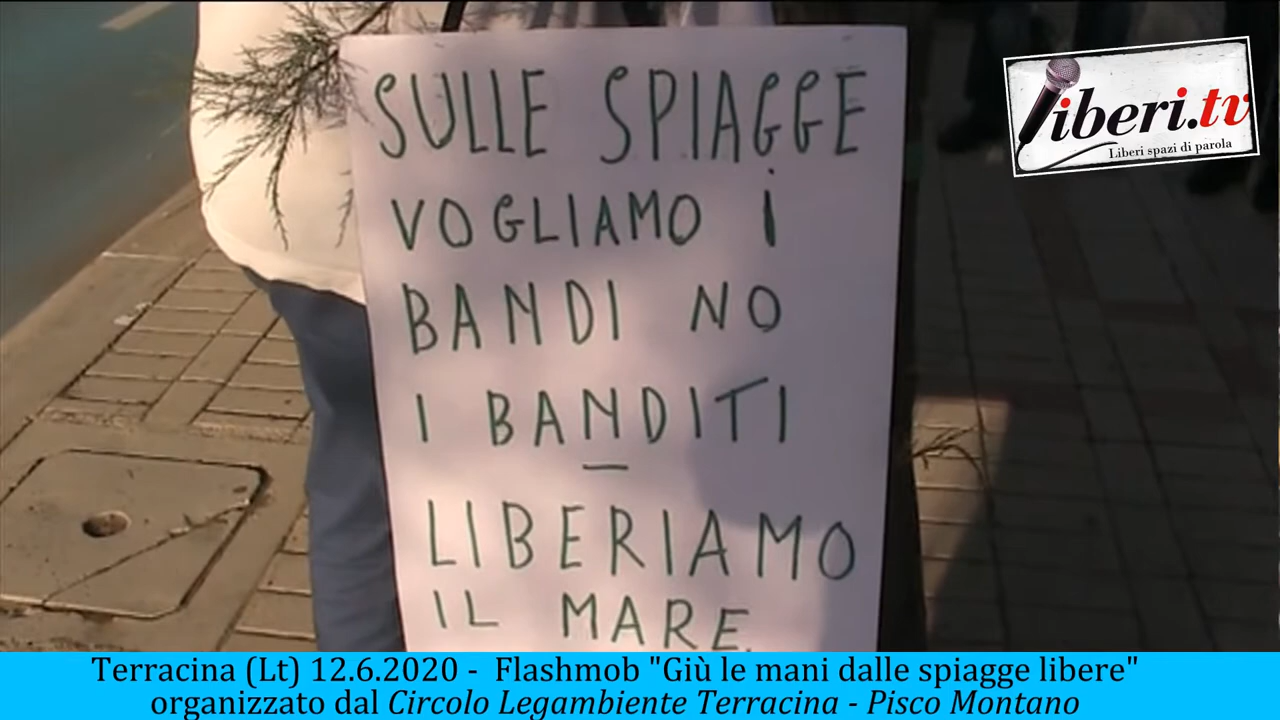 SULLE SPIAGGE
VOGLIAMO I
BANDI NO
I BANDITI
—
LIBERIAMO
IL MARE.
liberi.tv
Liberi spazi di parola
Terracina (Lt) 12.6.2020 - Flashmob "Giù le mani dalle spiagge libere"
organizzato dal Circolo Legambiente Terracina - Pisco Montano